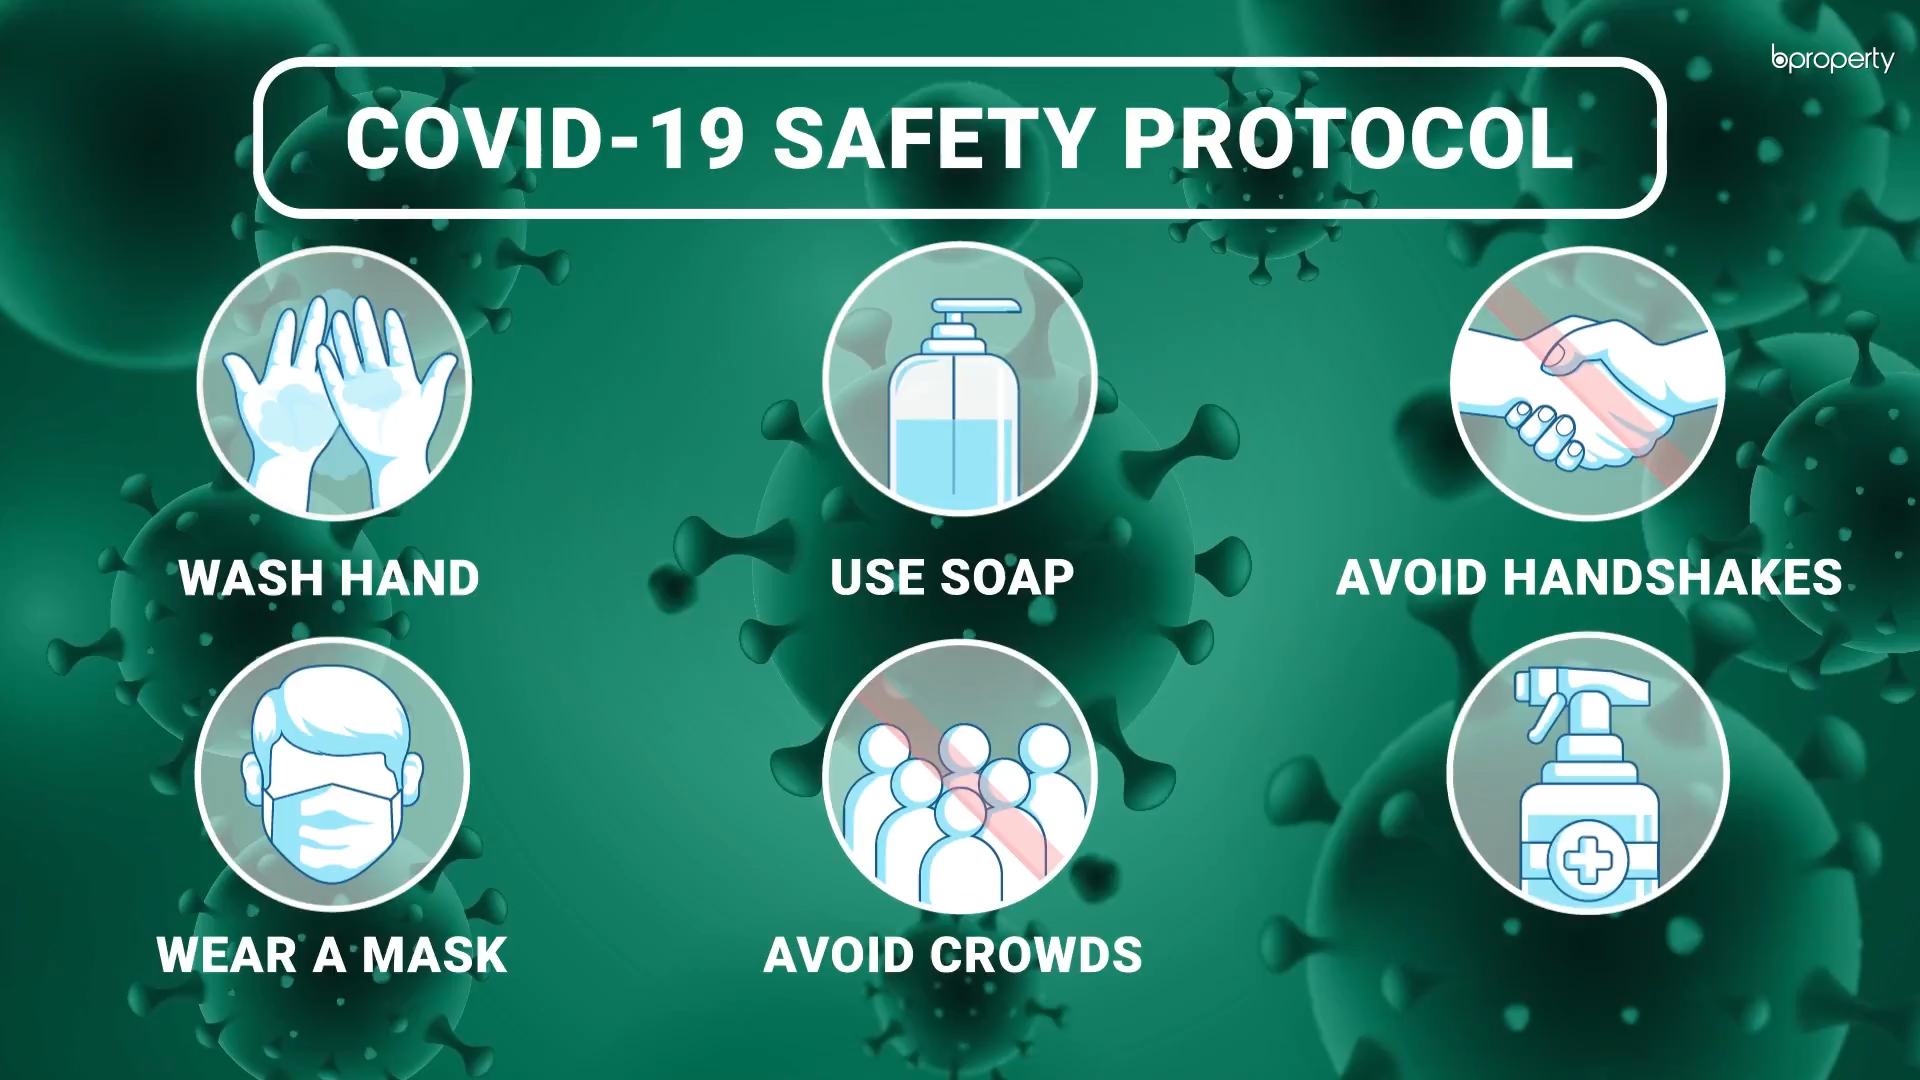 bproperty
COVID-19 SAFETY PROTOCOL
WASH HAND
USE SOAP
AVOID HANDSHAKES
WEAR A MASK
AVOID CROWDS